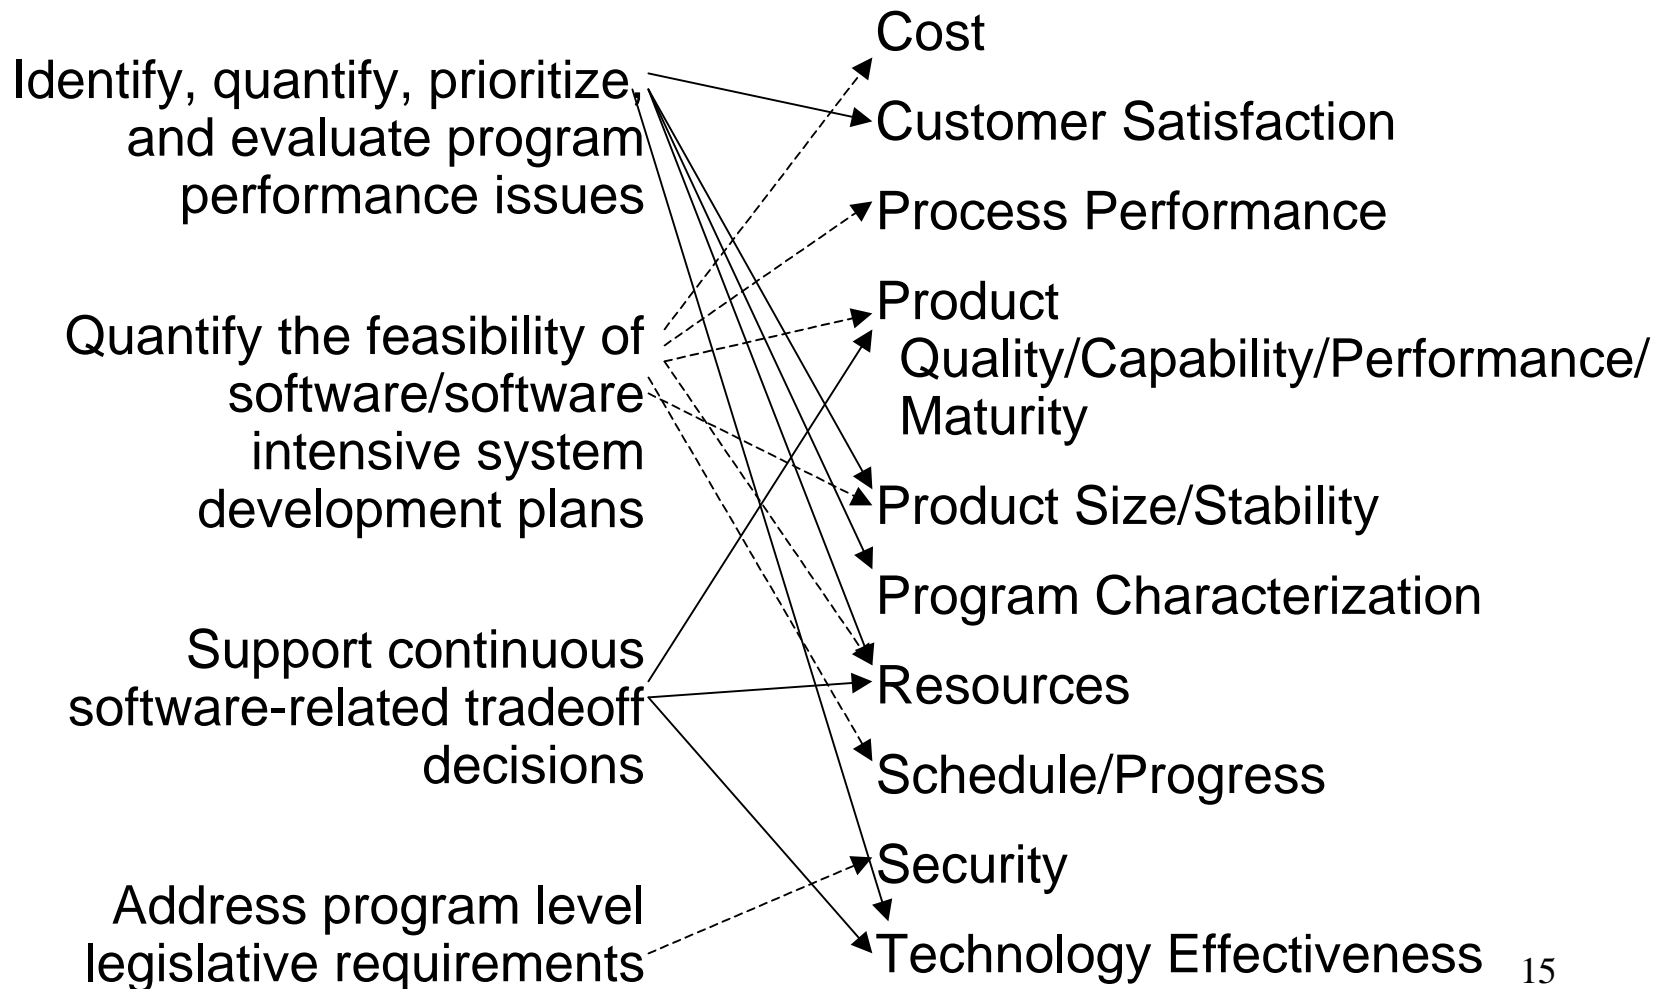 Identify, quantify, prioritize,
and evaluate program
performance issues
Quantify the feasibility of
software/software
intensive system
development plans
Support continuous
software-related tradeoff
decisions
Address program level
legislative requirements
Cost
Customer Satisfaction
Process Performance
Product
Quality/Capability/Performance/
Maturity
Product Size/Stability
Program Characterization
Resources
Schedule/Progress
Security
Technology Effectiveness
15